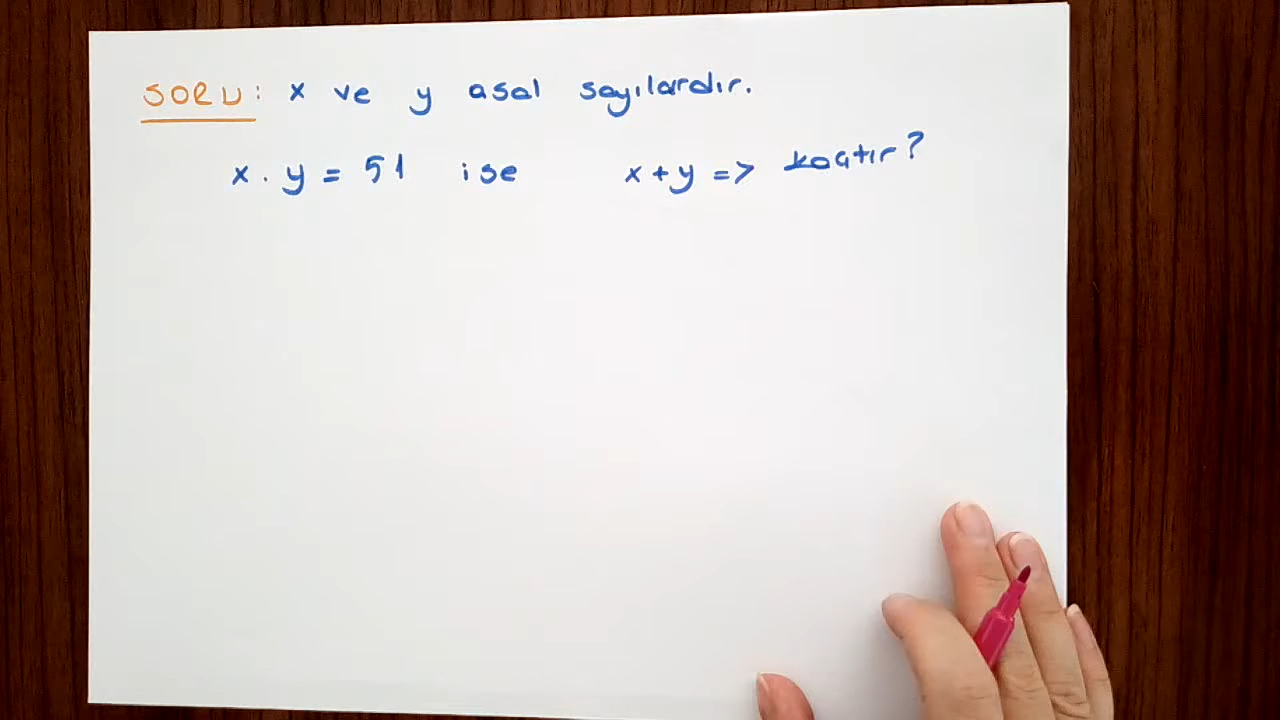 SORU: x ve y asal sayılardır.
x . y = 51 ise x + y => kaçtır?